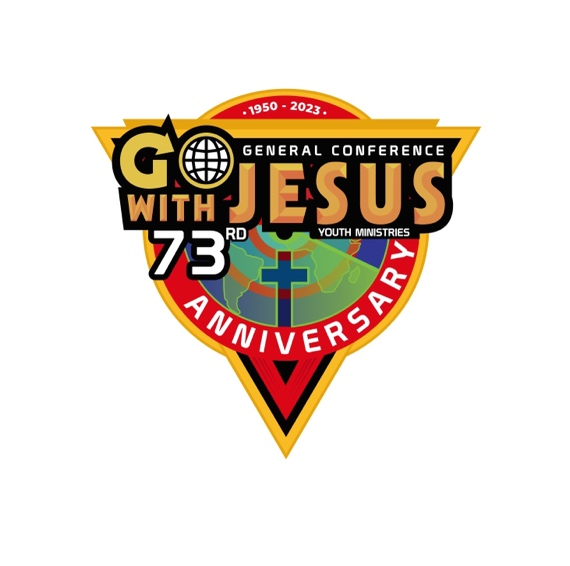 · 1950 - 2023 ·
GO
GENERAL CONFERENCE
WITH JESUS
73RD
YOUTH MINISTRIES
ANNIVERSARY